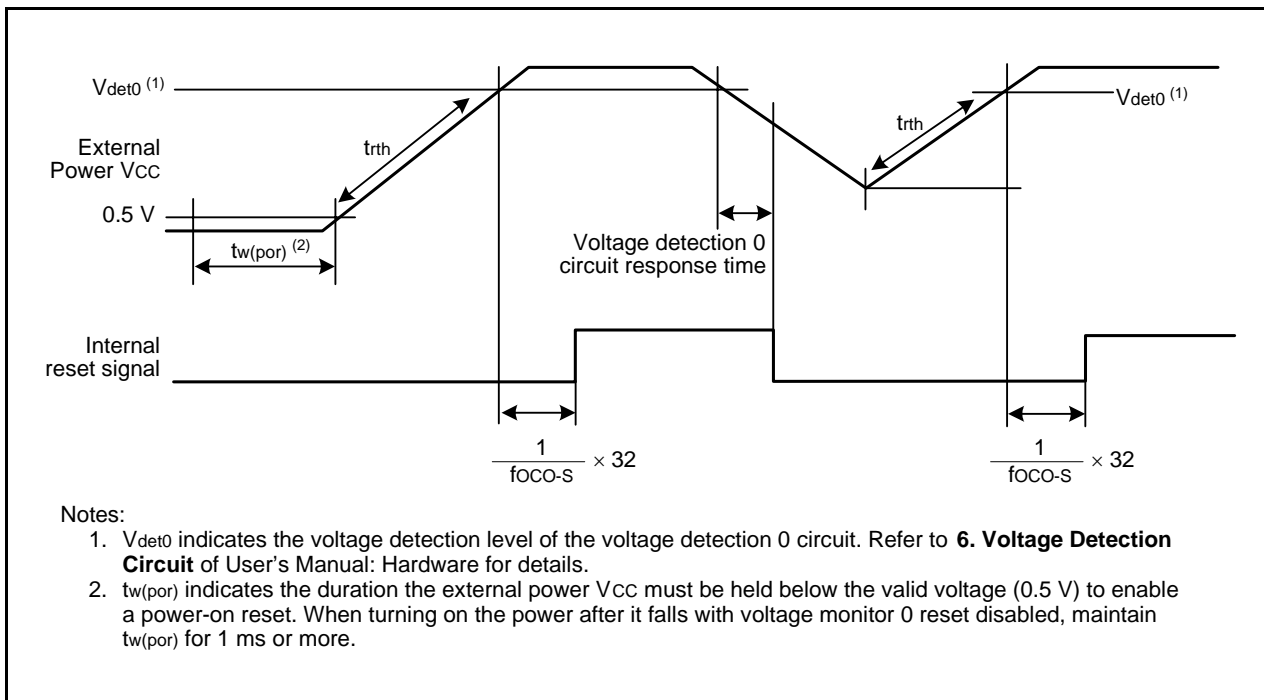 Vdet0 (1)
Vdet0 (1)
trth
trth
External
Power VCC
0.5 V
tw(por) (2)
Voltage detection 0
circuit response time
Internal
reset signal
1
fOCO-S
× 32
1
fOCO-S
× 32
Notes:
1. Vdet0 indicates the voltage detection level of the voltage detection 0 circuit. Refer to 6. Voltage Detection
Circuit of User's Manual: Hardware for details.
2. tw(por) indicates the duration the external power VCC must be held below the valid voltage (0.5 V) to enable
a power-on reset. When turning on the power after it falls with voltage monitor 0 reset disabled, maintain
tw(por) for 1 ms or more.